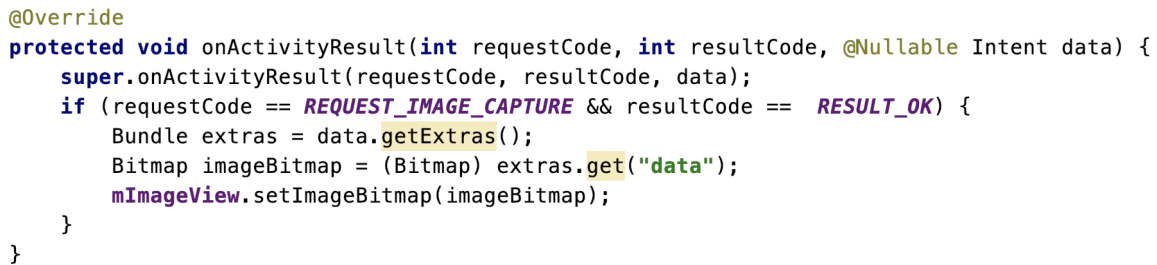 @Override
protected void onActivityResult(int requestCode, int resultCode, @Nullable Intent data) {
    super.onActivityResult(requestCode, resultCode, data);
    if (requestCode == REQUEST_IMAGE_CAPTURE && resultCode ==  RESULT_OK) {
        Bundle extras = data.getExtras();
        Bitmap imageBitmap = (Bitmap) extras.get("data");
        mImageView.setImageBitmap(imageBitmap);
    }
}